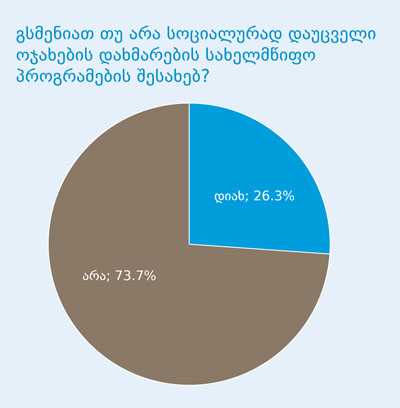 გსმენიათ თუ არა სოციალურად დაუცველი
ოჯახების დახმარების სახელმწიფო
პროგრამების შესახებ?
დიახ; 26.3%
არა; 73.7%